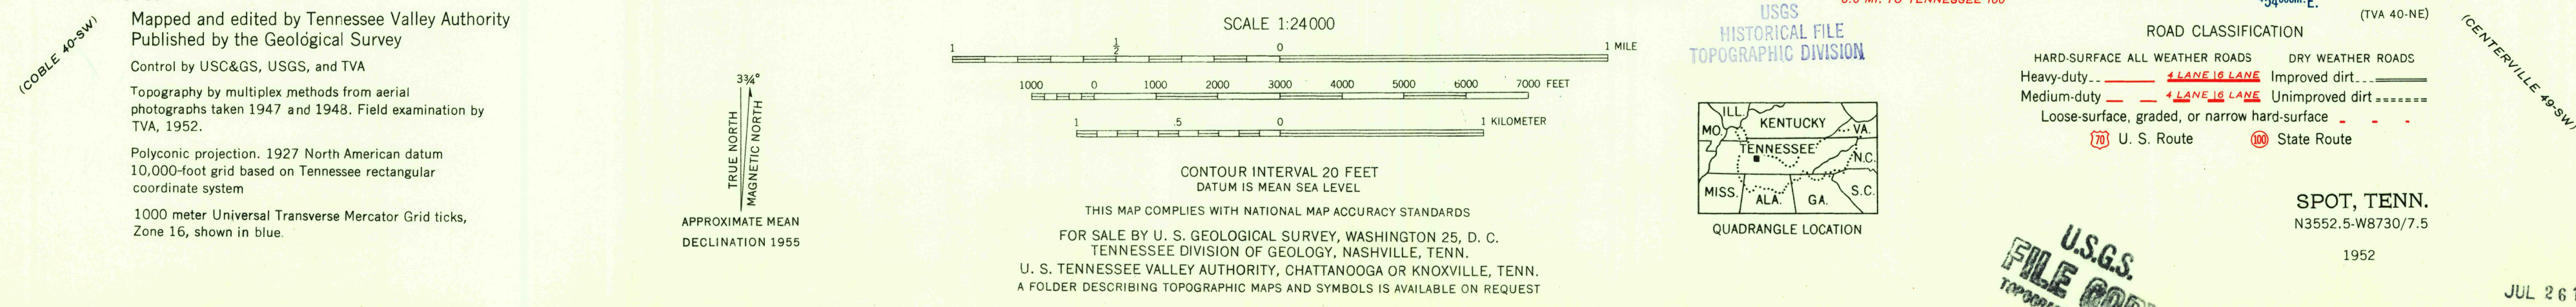 (COBLE 40-SW)
Mapped and edited by Tennessee Valley Authority
Published by the Geological Survey
Control by USC&GS, USGS, and TVA
Topography by multiplex methods from aerial
photographs taken 1947 and 1948. Field examination by
TVA, 1952.
Polyconic projection. 1927 North American datum
10,000-foot grid based on Tennessee rectangular
coordinate system
1000 meter Universal Transverse Mercator Grid ticks,
Zone 16, shown in blue.
3¾°
TRUE NORTH
MAGNETIC NORTH
APPROXIMATE MEAN
DECLINATION 1955
SCALE 1:24000
1 ½ 0 1 MILE
1000 0 1000 2000 3000 4000 5000 6000 7000 FEET
1 .5 0 1 KILOMETER
CONTOUR INTERVAL 20 FEET
DATUM IS MEAN SEA LEVEL
THIS MAP COMPLIES WITH NATIONAL MAP ACCURACY STANDARDS
FOR SALE BY U. S. GEOLOGICAL SURVEY, WASHINGTON 25, D. C.
TENNESSEE DIVISION OF GEOLOGY, NASHVILLE, TENN.
U. S. TENNESSEE VALLEY AUTHORITY, CHATTANOOGA OR KNOXVILLE, TENN.
A FOLDER DESCRIBING TOPOGRAPHIC MAPS AND SYMBOLS IS AVAILABLE ON REQUEST
USGS
HISTORICAL FILE
TOPOGRAPHIC DIVISION
ILL.
MO.
KENTUCKY
VA.
TENNESSEE
N.C.
MISS.
ALA.
GA.
S.C.
QUADRANGLE LOCATION
MI. TO TENNESSEE 100
(TVA 40-NE)
(CENTERVILLE 40-SW)
ROAD CLASSIFICATION
HARD-SURFACE ALL WEATHER ROADS DRY WEATHER ROADS
Heavy-duty 4 LANE 6 LANE Improved dirt
Medium-duty 4 LANE 6 LANE Unimproved dirt
Loose-surface, graded, or narrow hard-surface
70 U. S. Route 100 State Route
SPOT, TENN.
N3552.5-W8730/7.5
1952
U.S.G.S.
FILE COPY
JUL 26